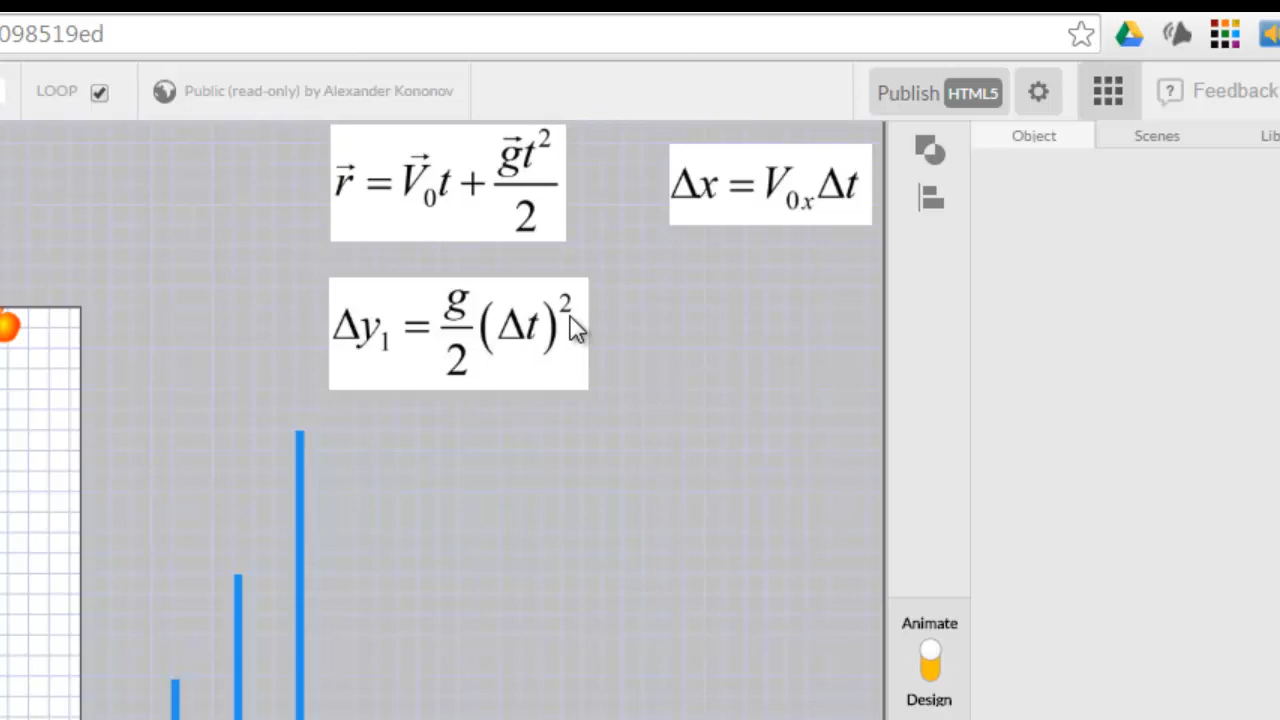 098519ed
LOOP Public (read-only) by Alexander Kononov Publish HTML5 ? Feedback
Object Scenes Lib
r⃗ = V⃗₀t + g⃗t²/2
Δx = V₀ₓΔt
Δy₁ = g/2 (Δt)²
Animate
Design